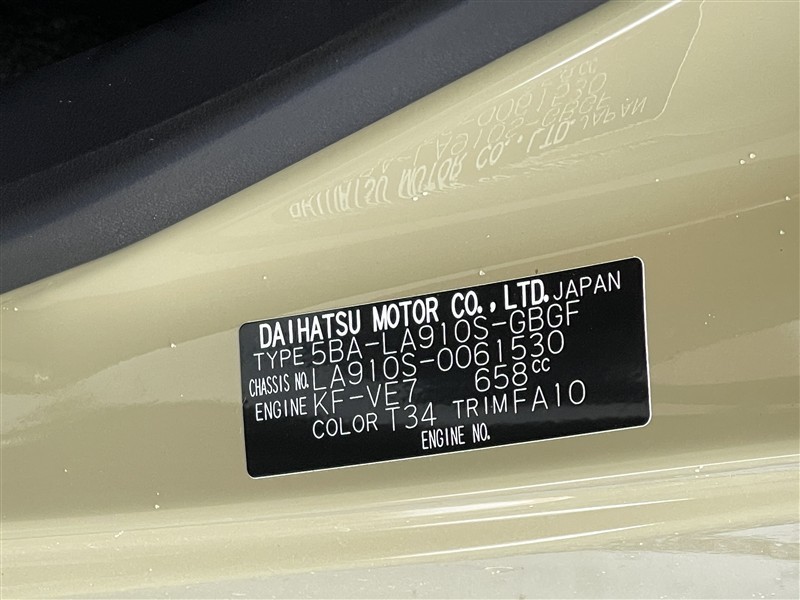 DAIHATSU MOTOR CO., LTD. JAPAN
TYPE 5BA-LA910S-GBGF
CHASSIS NO. LA910S-0061530
ENGINE KF-VE7 658cc
COLOR T34 TRIM FA10
ENGINE NO.